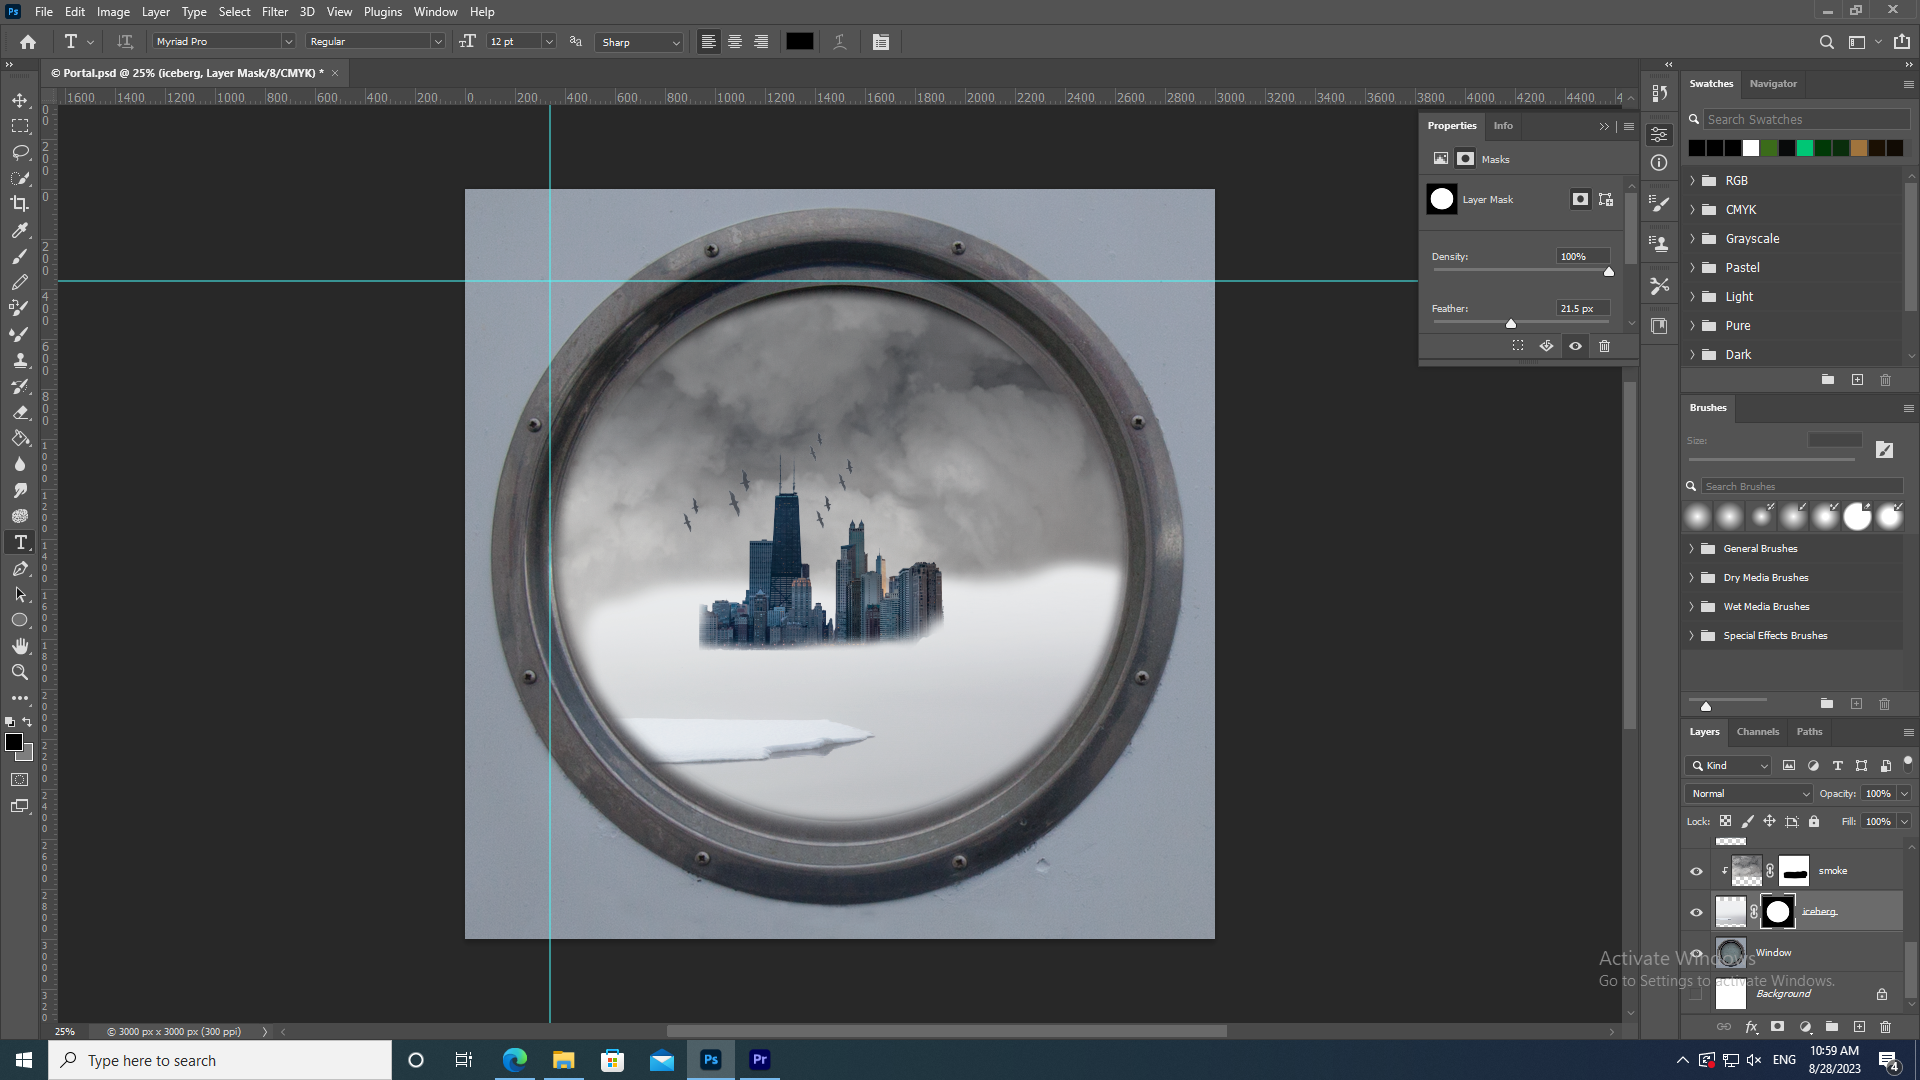 File Edit Image Layer Type Select Filter 3D View Plugins Window Help
Myriad Pro Regular 12 pt Sharp
© Portal.psd @ 25% (iceberg, Layer Mask/8/CMYK) *
1600 1400 1200 1000 800 600 400 200 0 200 400 600 800 1000 1200 1400 1600 1800 2000 2200 2400 2600 2800 3000 3200 3400 3600 3800 4000 4200 4400
Properties Info
Masks
Layer Mask
Density: 100%
Feather: 21.5 px
Swatches Navigator
Search Swatches
RGB
CMYK
Grayscale
Pastel
Light
Pure
Dark
Brushes
Size:
Search Brushes
General Brushes
Dry Media Brushes
Wet Media Brushes
Special Effects Brushes
Layers Channels Paths
Kind
Normal Opacity: 100%
Lock: Fill: 100%
smoke
iceberg
Window
Background
Activate Windows
Go to Settings to activate Windows.
25% © 3000 px x 3000 px (300 ppi)
Type here to search
ENG
10:59 AM
8/28/2023
4